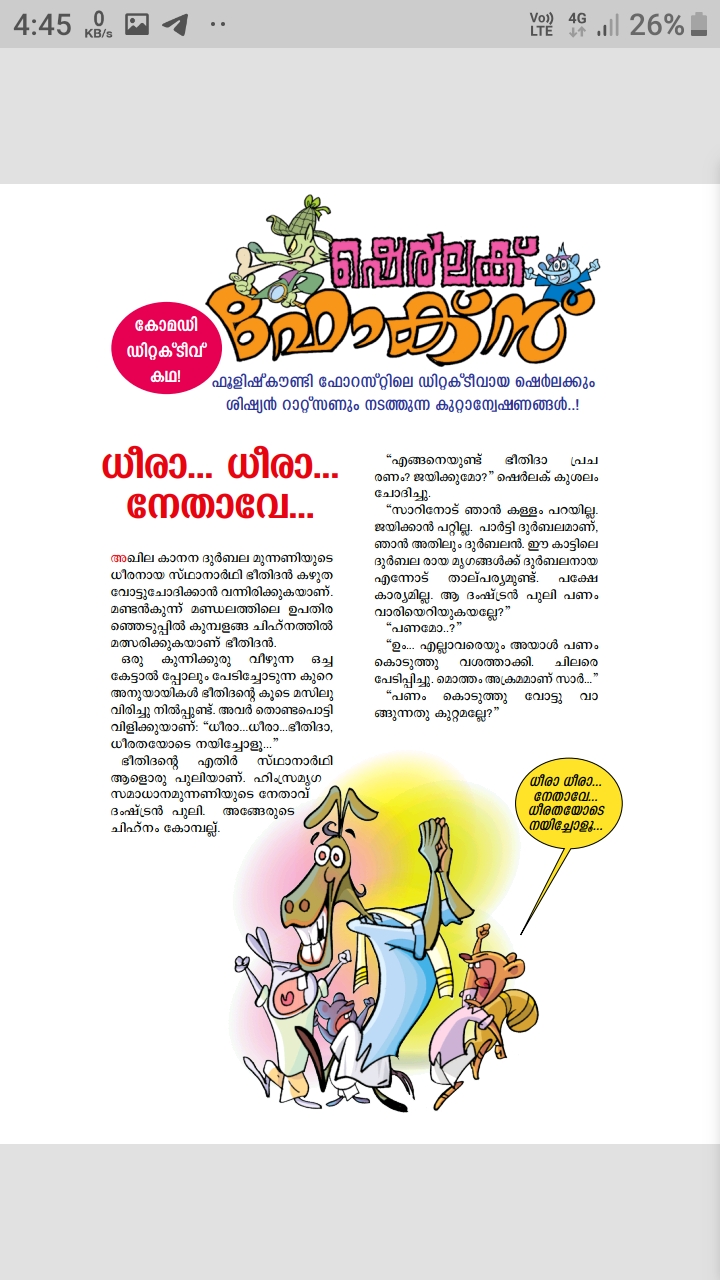 4:45 0 KB/s Vo)) LTE 4G 26%
ഷെർലക്
ഫോക്സ്
കോമഡി
ഡിറ്റക്ടീവ്
കഥ!
ഫൂളിഷ്കൗണ്ടി ഫോറസ്റ്റിലെ ഡിറ്റക്ടീവായ ഷെർലക്കും
ശിഷ്യൻ റാറ്റ്സണും നടത്തുന്ന കുറ്റാന്വേഷണങ്ങൾ..!
ധീരാ... ധീരാ...
നേതാവേ...
അഖില കാനന ദുർബല മുന്നണിയുടെ
ധീരനായ സ്ഥാനാർഥി ഭീതിദൻ കഴുത
വോട്ടുചോദിക്കാൻ വന്നിരിക്കുകയാണ്.
മണ്ടൻകുന്ന് മണ്ഡലത്തിലെ ഉപതിര
ഞ്ഞെടുപ്പിൽ കുമ്പളങ്ങ ചിഹ്നത്തിൽ
മത്സരിക്കുകയാണ് ഭീതിദൻ.
ഒരു കുന്നിക്കുരു വീഴുന്ന ഒച്ച
കേട്ടാൽ പ്പോലും പേടിച്ചോടുന്ന കുറെ
അനുയായികൾ ഭീതിദന്റെ കൂടെ മസിലു
വിരിച്ചു നിൽപ്പുണ്ട്. അവർ തൊണ്ടപൊട്ടി
വിളിക്കുയാണ്: “ധീരാ...ധീരാ...ഭീതിദാ,
ധീരതയോടെ നയിച്ചോളൂ...”
ഭീതിദന്റെ എതിർ സ്ഥാനാർഥി
ആളൊരു പുലിയാണ്. ഹിംസ്രമൃഗ
സമാധാനമുന്നണിയുടെ നേതാവ്
ദംഷ്ട്രൻ പുലി. അങ്ങേരുടെ
ചിഹ്നം കോമ്പല്ല്.
“എങ്ങനെയുണ്ട് ഭീതിദാ പ്രച
രണം? ജയിക്കുമോ?” ഷെർലക് കുശലം
ചോദിച്ചു.
“സാറിനോട് ഞാൻ കള്ളം പറയില്ല.
ജയിക്കാൻ പറ്റില്ല. പാർട്ടി ദുർബലമാണ്,
ഞാൻ അതിലും ദുർബലൻ. ഈ കാട്ടിലെ
ദുർബല രായ മൃഗങ്ങൾക്ക് ദുർബലനായ
എന്നോട് താല്പര്യമുണ്ട്. പക്ഷേ
കാര്യമില്ല. ആ ദംഷ്ട്രൻ പുലി പണം
വാരിയെറിയുകയല്ലേ?”
“പണമോ..?”
“ഉം... എല്ലാവരെയും അയാൾ പണം
കൊടുത്തു വശത്താക്കി. ചിലരെ
പേടിപ്പിച്ചു. മൊത്തം അക്രമമാണ് സാർ...”
“പണം കൊടുത്തു വോട്ടു വാ
ങ്ങുന്നതു കുറ്റമല്ലേ?”
ധീരാ ധീരാ...
നേതാവേ...
ധീരതയോടെ
നയിച്ചോളൂ...